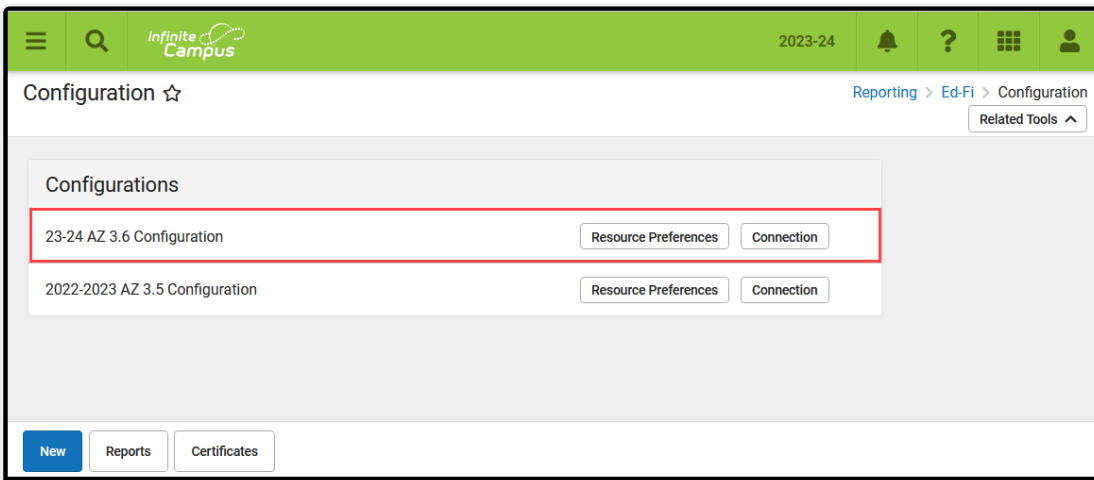 Infinite
Campus
2023-24
?
Configuration
Reporting > Ed-Fi > Configuration
Related Tools
Configurations
23-24 AZ 3.6 Configuration Resource Preferences Connection
2022-2023 AZ 3.5 Configuration Resource Preferences Connection
New Reports Certificates